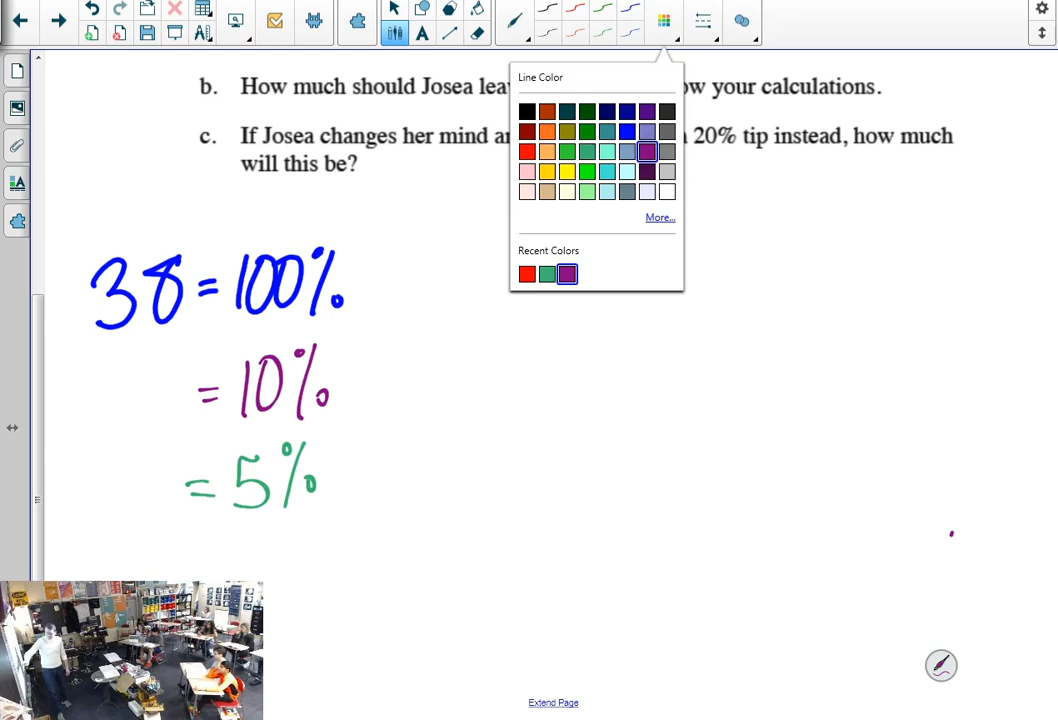 b. How much should Josea lea
w your calculations.
c. If Josea changes her mind a
20% tip instead, how much
will this be?
Line Color
More...
Recent Colors
38 = 100%
= 10%
= 5%
Extend Page